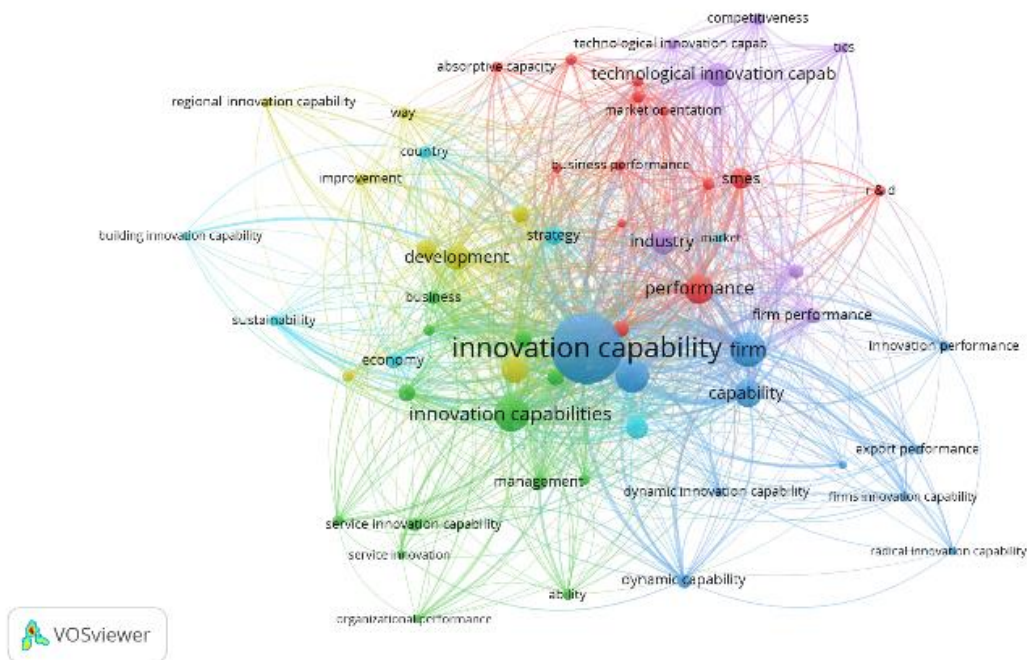 competitiveness
technological innovation capab
tics
absorptive capacity
technological innovation capab
regional innovation capability
way
market orientation
country
business performance
improvement
smes
r & d
building innovation capability
strategy
industry
market
development
performance
business
sustainability
firm performance
innovation capability
firm
innovation performance
economy
capability
innovation capabilities
export performance
management
dynamic innovation capability
firms innovation capability
service innovation capability
service innovation
radical innovation capability
dynamic capability
ability
organizational performance
VOSviewer